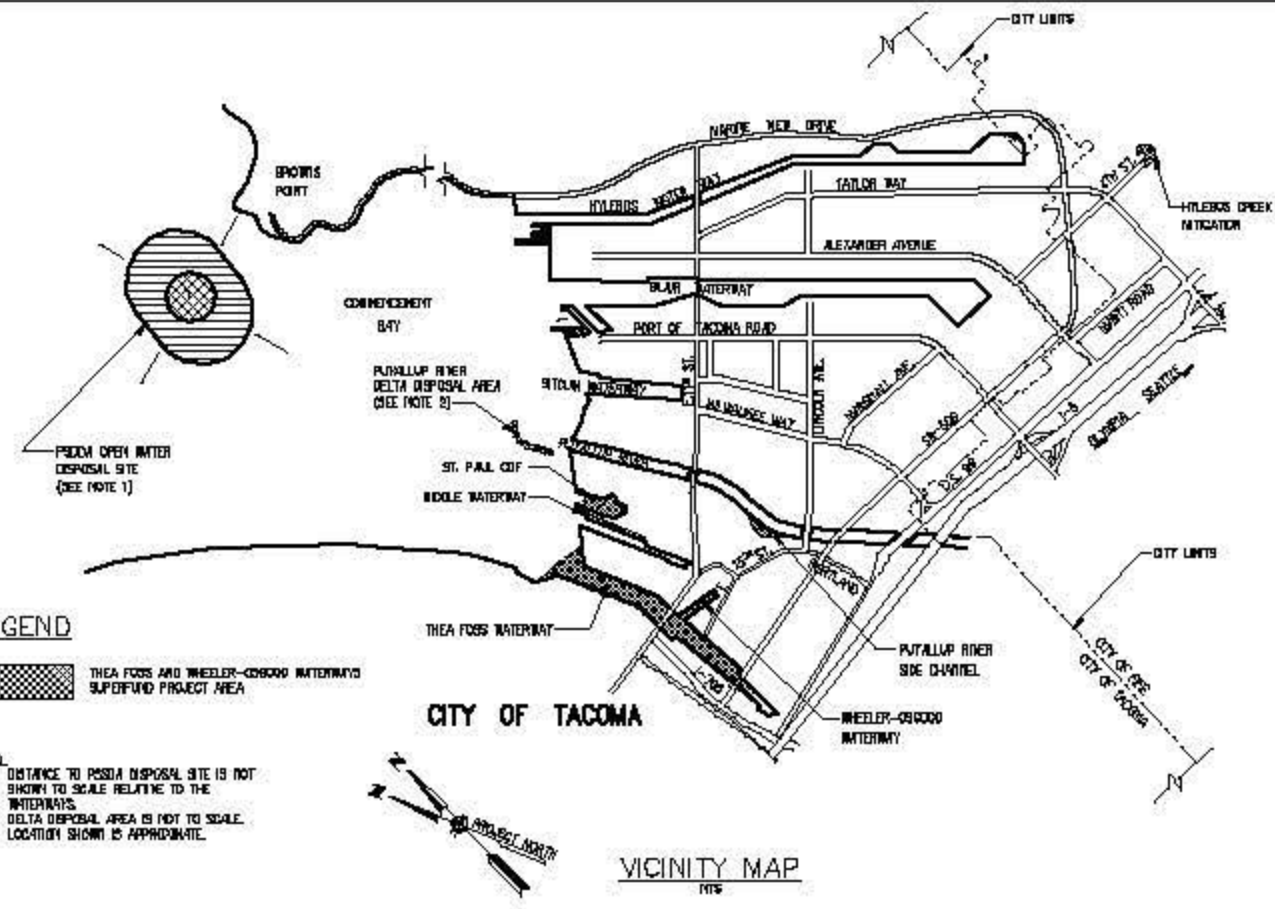 CITY LIMITS
N
MARINE VIEW DRIVE
BROWNS
POINT
TAYLOR WAY
HYLEBOS WATERWAY
HYLEBOS CREEK
MITIGATION
ALEXANDER AVENUE
COMMENCEMENT
BAY
BLAIR WATERWAY
PORT OF TACOMA ROAD
PUYALLUP RIVER
DELTA DISPOSAL AREA
(SEE NOTE 2)
SITCUM WATERWAY
MILWAUKEE WAY
LINCOLN AVE.
MARSHALL AVE.
SR-509
I-5
OLYMPIA SEATTLE
PUYALLUP RIVER
PSDDA OPEN WATER
DISPOSAL SITE
(SEE NOTE 1)
ST. PAUL CDF
MIDDLE WATERWAY
PORTLAND
CITY LIMITS
THEA FOSS WATERWAY
PUYALLUP RIVER
SIDE CHANNEL
CITY OF FIFE
CITY OF TACOMA
GEND
THEA FOSS AND WHEELER-OSGOOD WATERWAYS
SUPERFUND PROJECT AREA
I-705
CITY OF TACOMA
WHEELER-OSGOOD
WATERWAY
N
DISTANCE TO PSDDA DISPOSAL SITE IS NOT
SHOWN TO SCALE RELATIVE TO THE
WATERWAYS.
DELTA DISPOSAL AREA IS NOT TO SCALE.
LOCATION SHOWN IS APPROXIMATE.
PROJECT NORTH
VICINITY MAP
NTS